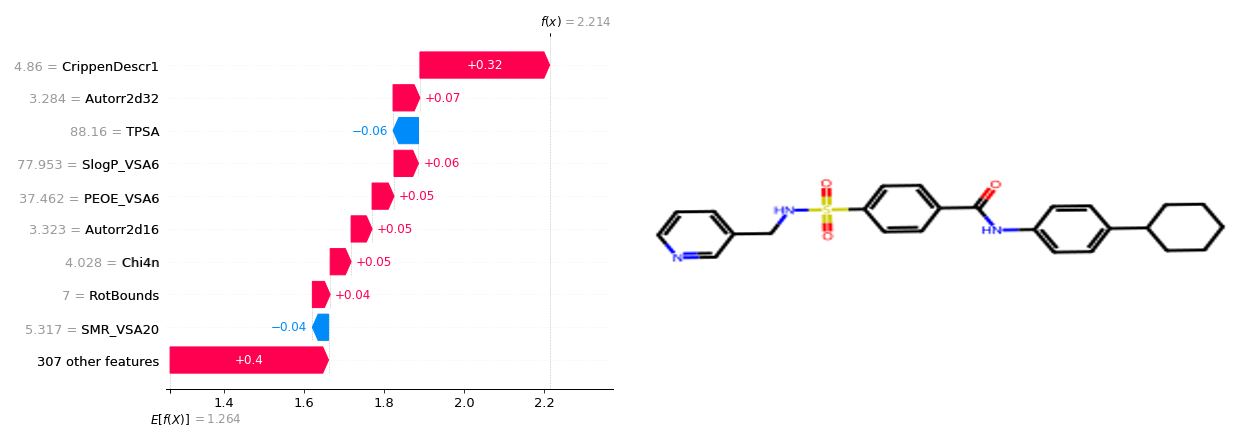 f(x) = 2.214
4.86 = CrippenDescr1 +0.32
3.284 = Autorr2d32 +0.07
88.16 = TPSA −0.06
77.953 = SlogP_VSA6 +0.06
37.462 = PEOE_VSA6 +0.05
3.323 = Autorr2d16 +0.05
4.028 = Chi4n +0.05
7 = RotBounds +0.04
5.317 = SMR_VSA20 −0.04
307 other features +0.4
1.4 1.6 1.8 2.0 2.2
E[f(X)] = 1.264
N
HN
O
S
O
O
HN